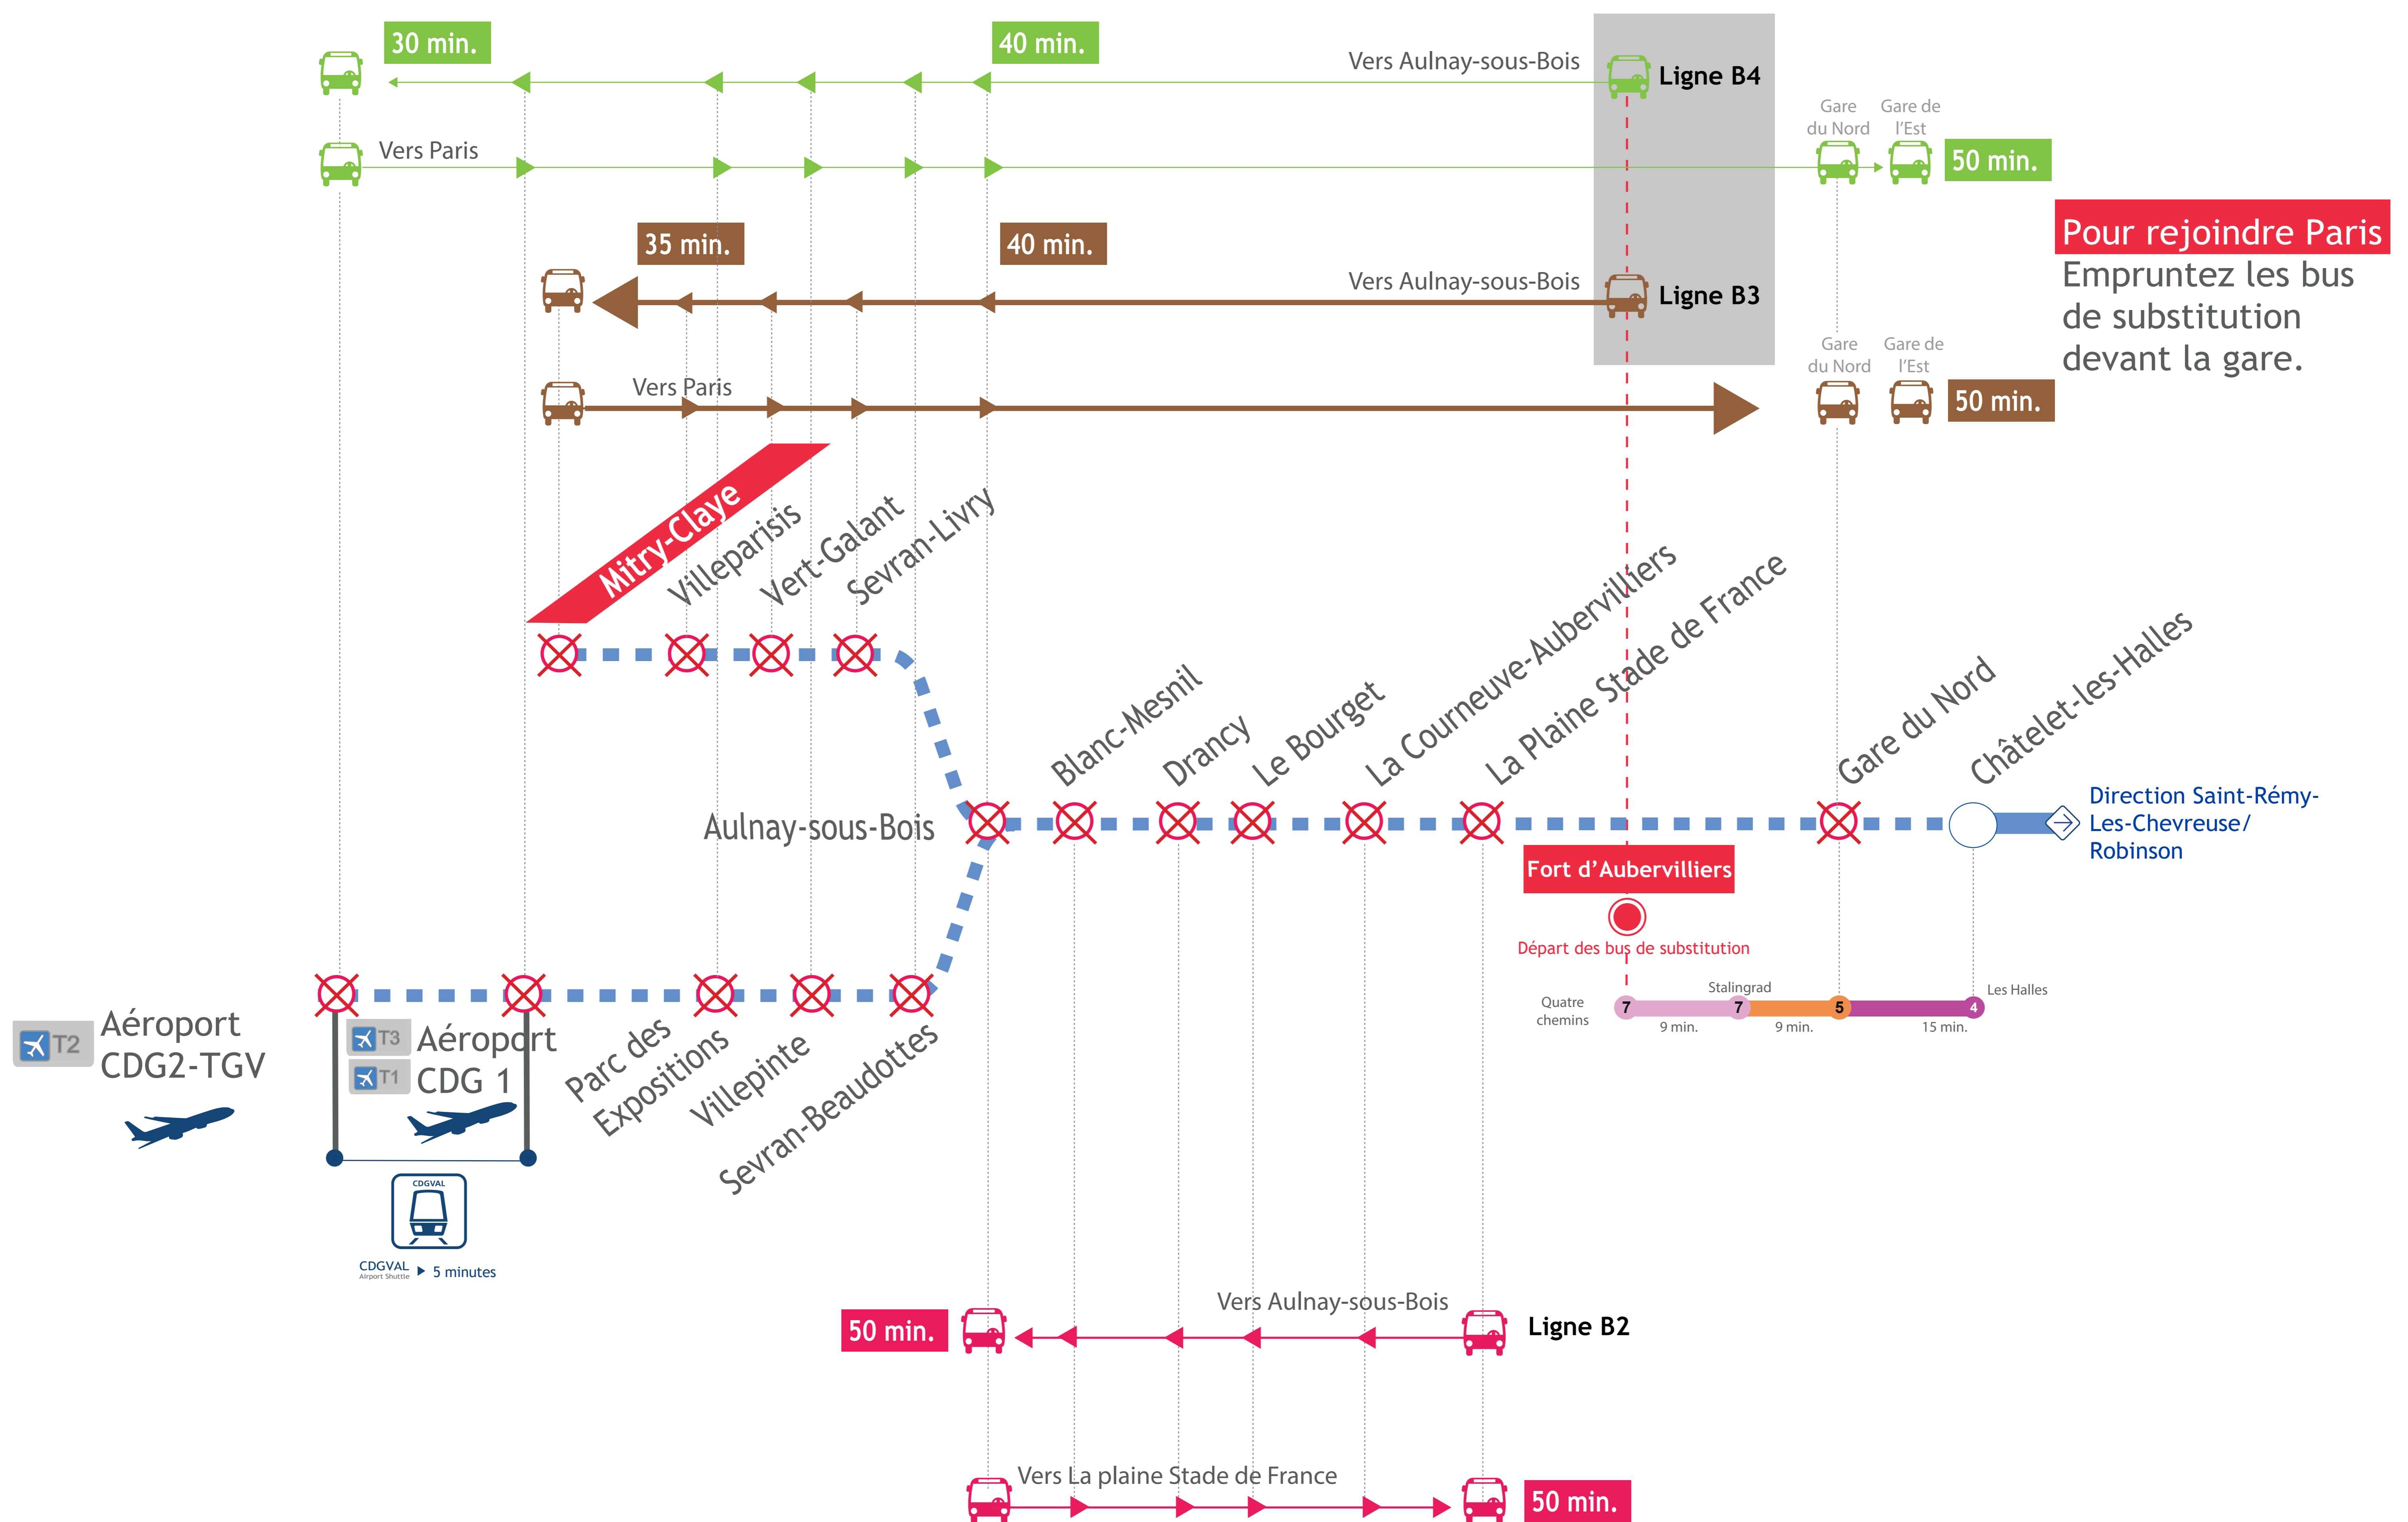 30 min.
40 min.
Vers Aulnay-sous-Bois
Ligne B4
Gare
du Nord
Gare de
l'Est
Vers Paris
50 min.
Pour rejoindre Paris
Empruntez les bus
de substitution
devant la gare.
35 min.
40 min.
Vers Aulnay-sous-Bois
Ligne B3
Gare
du Nord
Gare de
l'Est
Vers Paris
50 min.
Mitry-Claye
Villeparisis
Vert-Galant
Sevran-Livry
Aulnay-sous-Bois
Blanc-Mesnil
Drancy
Le Bourget
La Courneuve-Aubervilliers
La Plaine Stade de France
Gare du Nord
Châtelet-les-Halles
Direction Saint-Rémy-
Les-Chevreuse/
Robinson
Fort d'Aubervilliers
Départ des bus de substitution
Quatre
chemins
7
Stalingrad
7
5
4
Les Halles
9 min.
9 min.
15 min.
T2
Aéroport
CDG2-TGV
T3
T1
Aéroport
CDG 1
Parc des
Expositions
Villepinte
Sevran-Beaudottes
CDGVAL
CDGVAL
Airport Shuttle
5 minutes
50 min.
Vers Aulnay-sous-Bois
Ligne B2
Vers La plaine Stade de France
50 min.